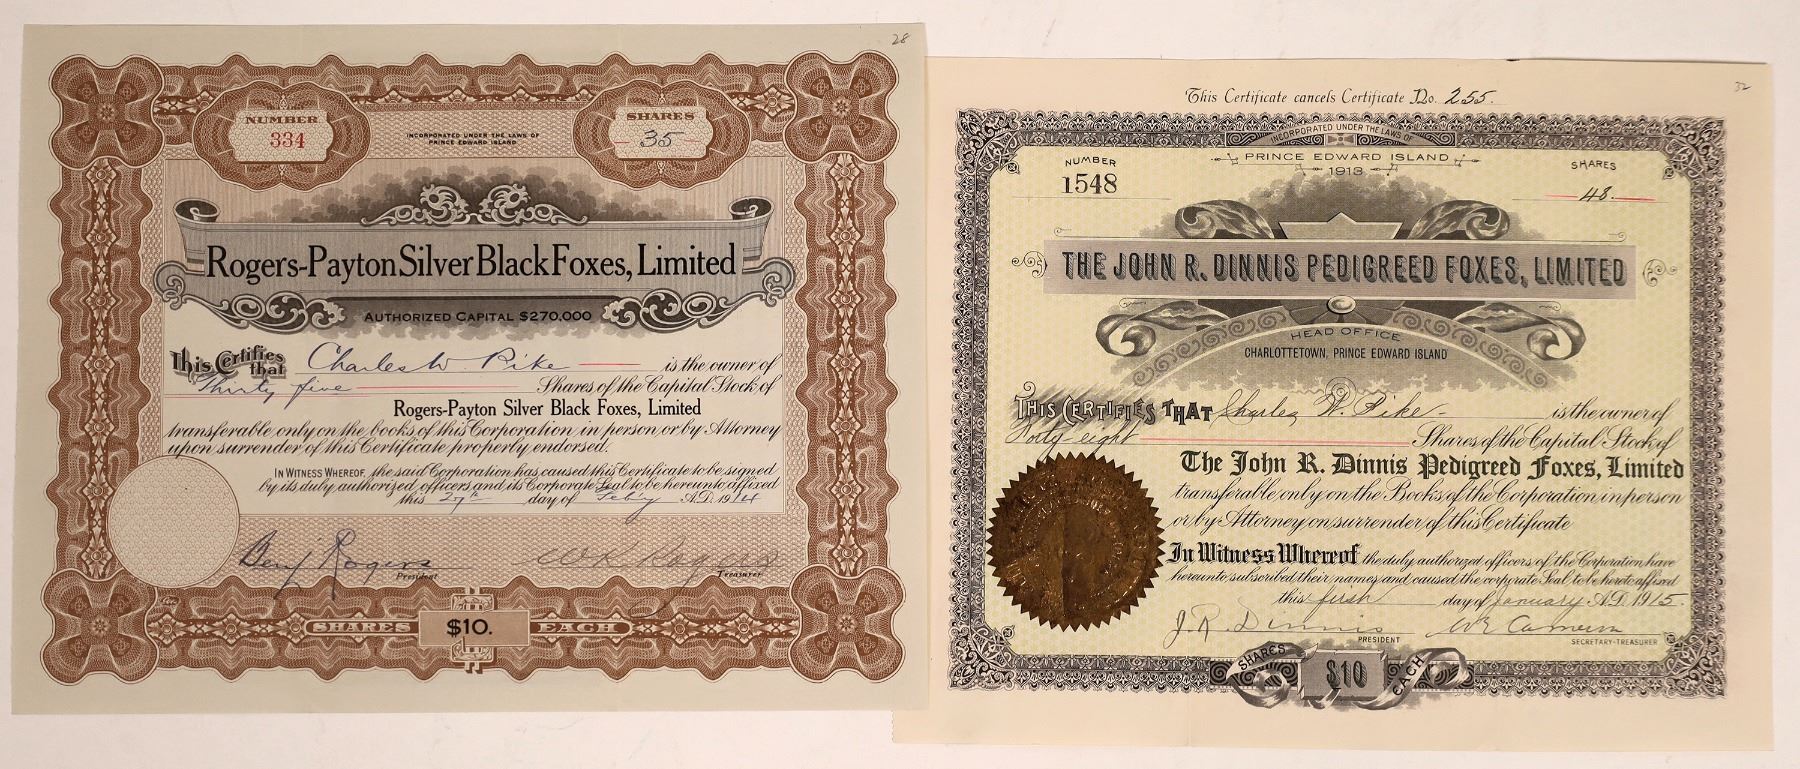 28
NUMBER
334
INCORPORATED UNDER THE LAWS OF
PRINCE EDWARD ISLAND
SHARES
35
Rogers-Payton Silver Black Foxes, Limited
AUTHORIZED CAPITAL $270,000
This Certifies that Charles W. Pike is the owner of
Thirty five Shares of the Capital Stock of
Rogers-Payton Silver Black Foxes, Limited
transferable only on the books of this Corporation in person or by Attorney
upon surrender of this Certificate properly endorsed.
IN WITNESS WHEREOF, the said Corporation has caused this Certificate to be signed
by its duly authorized officers and its Corporate Seal to be hereunto affixed
this 27th day of Feb'y A.D. 1914
Benj Rogers W K Rogers
President Treasurer
SHARES $10. EACH
32
This Certificate cancels Certificate No. 255.
INCORPORATED UNDER THE LAWS OF
PRINCE EDWARD ISLAND
1913
NUMBER
1548
SHARES
48.
THE JOHN R. DINNIS PEDIGREED FOXES, LIMITED
HEAD OFFICE
CHARLOTTETOWN, PRINCE EDWARD ISLAND
THIS CERTIFIES THAT Charles W. Pike is the owner of
Forty eight Shares of the Capital Stock of
The John R. Dinnis Pedigreed Foxes, Limited
transferable only on the Books of the Corporation in person
or by Attorney on surrender of this Certificate
In Witness Whereof the duly authorized officers of the Corporation have
hereunto subscribed their names and caused the corporate Seal to be hereto affixed
this first day of January A.D. 1915.
J. R. Dinnis
PRESIDENT
Cameron
SECRETARY-TREASURER
SHARES $10 EACH